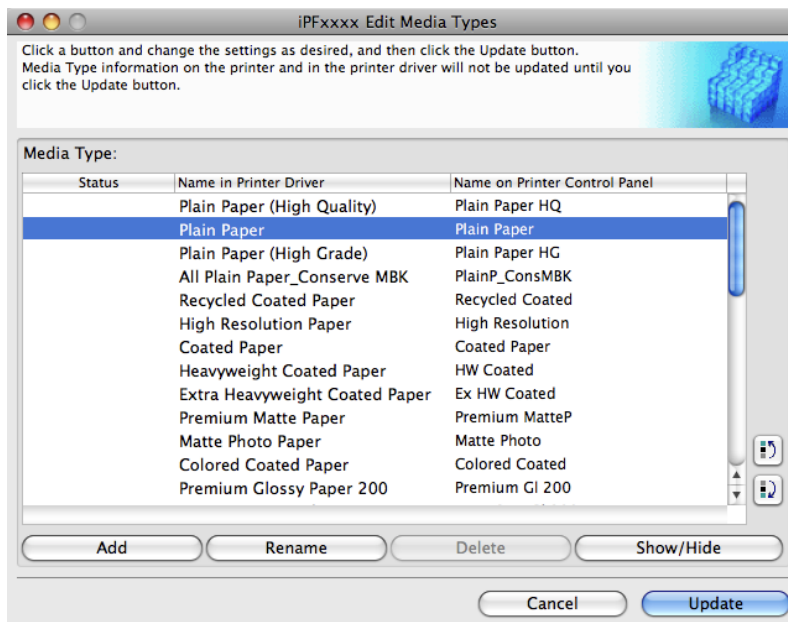 iPFxxxx Edit Media Types
Click a button and change the settings as desired, and then click the Update button.
Media Type information on the printer and in the printer driver will not be updated until you
click the Update button.
Media Type:
Status Name in Printer Driver Name on Printer Control Panel
Plain Paper (High Quality) Plain Paper HQ
Plain Paper Plain Paper
Plain Paper (High Grade) Plain Paper HG
All Plain Paper_Conserve MBK PlainP_ConsMBK
Recycled Coated Paper Recycled Coated
High Resolution Paper High Resolution
Coated Paper Coated Paper
Heavyweight Coated Paper HW Coated
Extra Heavyweight Coated Paper Ex HW Coated
Premium Matte Paper Premium MatteP
Matte Photo Paper Matte Photo
Colored Coated Paper Colored Coated
Premium Glossy Paper 200 Premium Gl 200
Add Rename Delete Show/Hide
Cancel Update